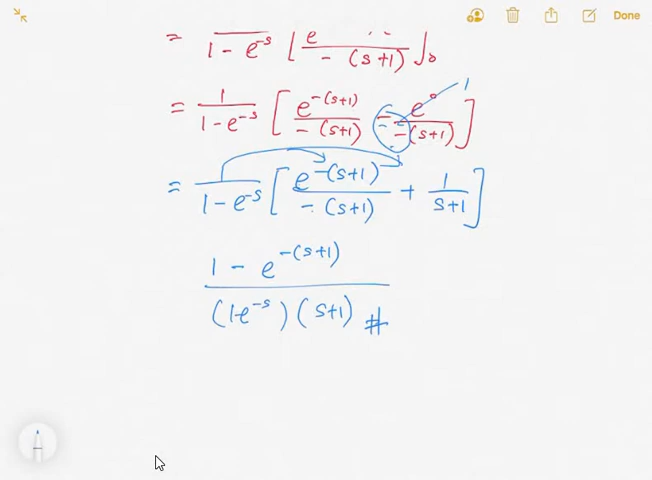 Done
= 1 - e^-s [ e / - (s+1) ]_0
= 1 / 1 - e^-s [ e^-(s+1) / - (s+1) - e^0 / - (s+1) ] 1
= 1 - e^-s [ e^-(s+1) / - (s+1) + 1 / s+1 ]
1 - e^-(s+1) / (1-e^-s) (s+1) #